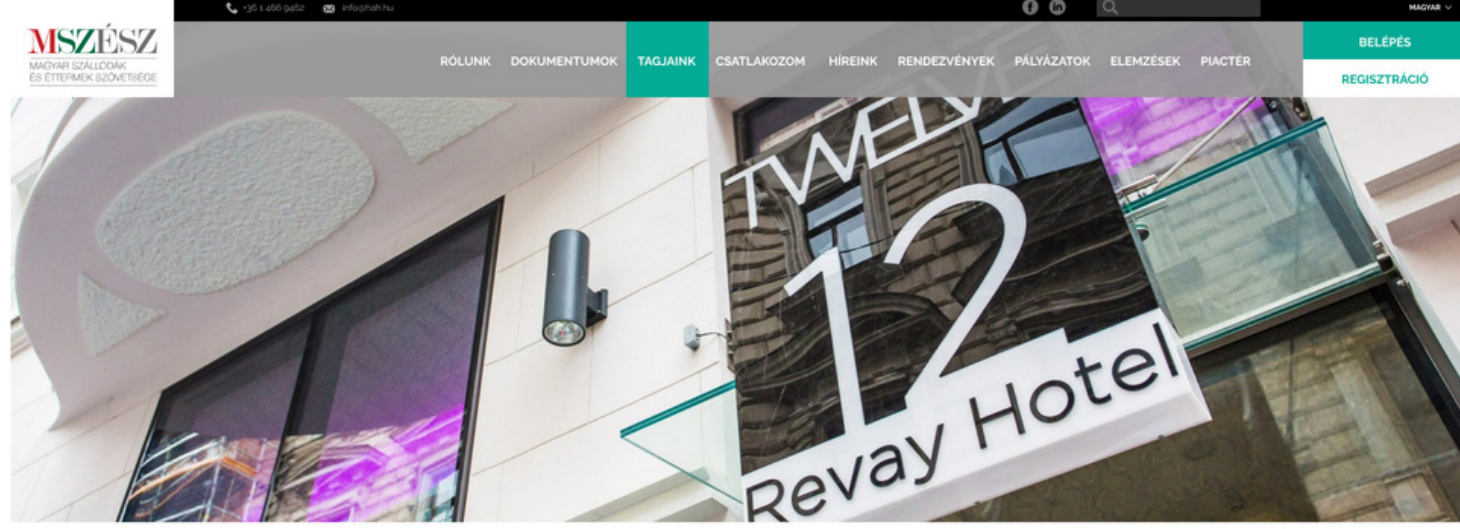 +36 1 466 9462
info@hah.hu
MAGYAR
MSZÉSZ
MAGYAR SZÁLLODÁK
ÉS ÉTTERMEK SZÖVETSÉGE
RÓLUNK
DOKUMENTUMOK
TAGJAINK
CSATLAKOZOM
HÍREINK
RENDEZVÉNYEK
PÁLYÁZATOK
ELEMZÉSEK
PIACTÉR
BELÉPÉS
REGISZTRÁCIÓ
TWELVE
12
Revay Hotel